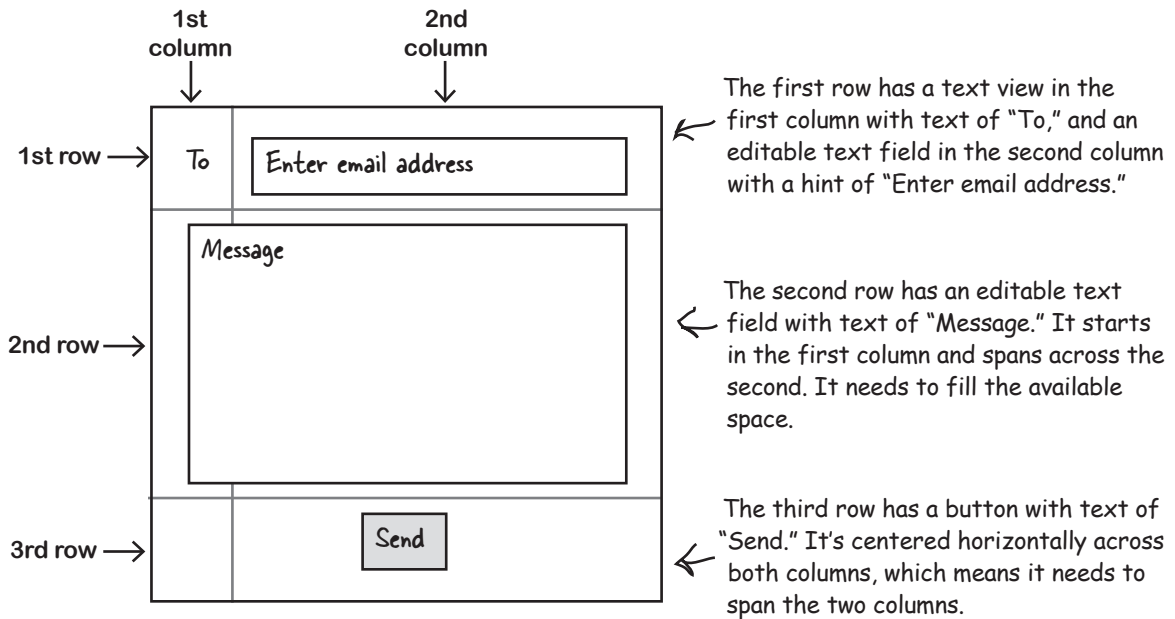 1st
column
2nd
column
The first row has a text view in the
first column with text of “To,” and an
editable text field in the second column
with a hint of “Enter email address.”
1st row
To
Enter email address
Message
The second row has an editable text
field with text of “Message.” It starts
in the first column and spans across the
second. It needs to fill the available
space.
2nd row
The third row has a button with text of
“Send.” It’s centered horizontally across
both columns, which means it needs to
span the two columns.
3rd row
Send